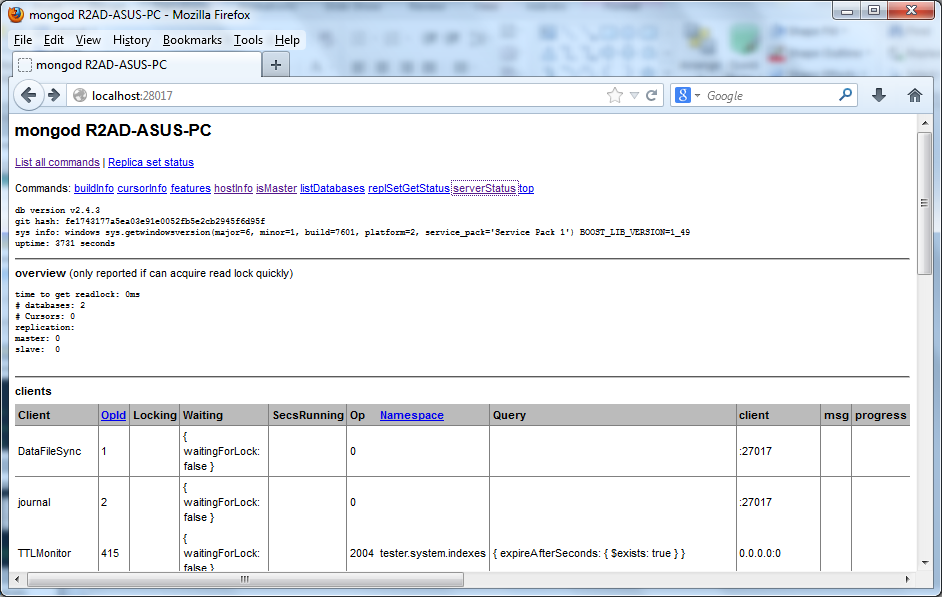 mongod R2AD-ASUS-PC - Mozilla Firefox
File Edit View History Bookmarks Tools Help
mongod R2AD-ASUS-PC
localhost:28017
Google
mongod R2AD-ASUS-PC
List all commands | Replica set status
Commands: buildInfo cursorInfo features hostInfo isMaster listDatabases replSetGetStatus serverStatus top
db version v2.4.3
git hash: fe1743177a5ea03e91e0052fb5e2cb2945f6d95f
sys info: windows sys.getwindowsversion(major=6, minor=1, build=7601, platform=2, service_pack='Service Pack 1') BOOST_LIB_VERSION=1_49
uptime: 3731 seconds
overview (only reported if can acquire read lock quickly)
time to get readlock: 0ms
# databases: 2
# Cursors: 0
replication:
master: 0
slave: 0
clients
Client OpId Locking Waiting SecsRunning Op Namespace Query client msg progress
DataFileSync 1 { waitingForLock: false } 0 :27017
journal 2 { waitingForLock: false } 0 :27017
TTLMonitor 415 { waitingForLock: false } 2004 tester.system.indexes { expireAfterSeconds: { $exists: true } } 0.0.0.0:0